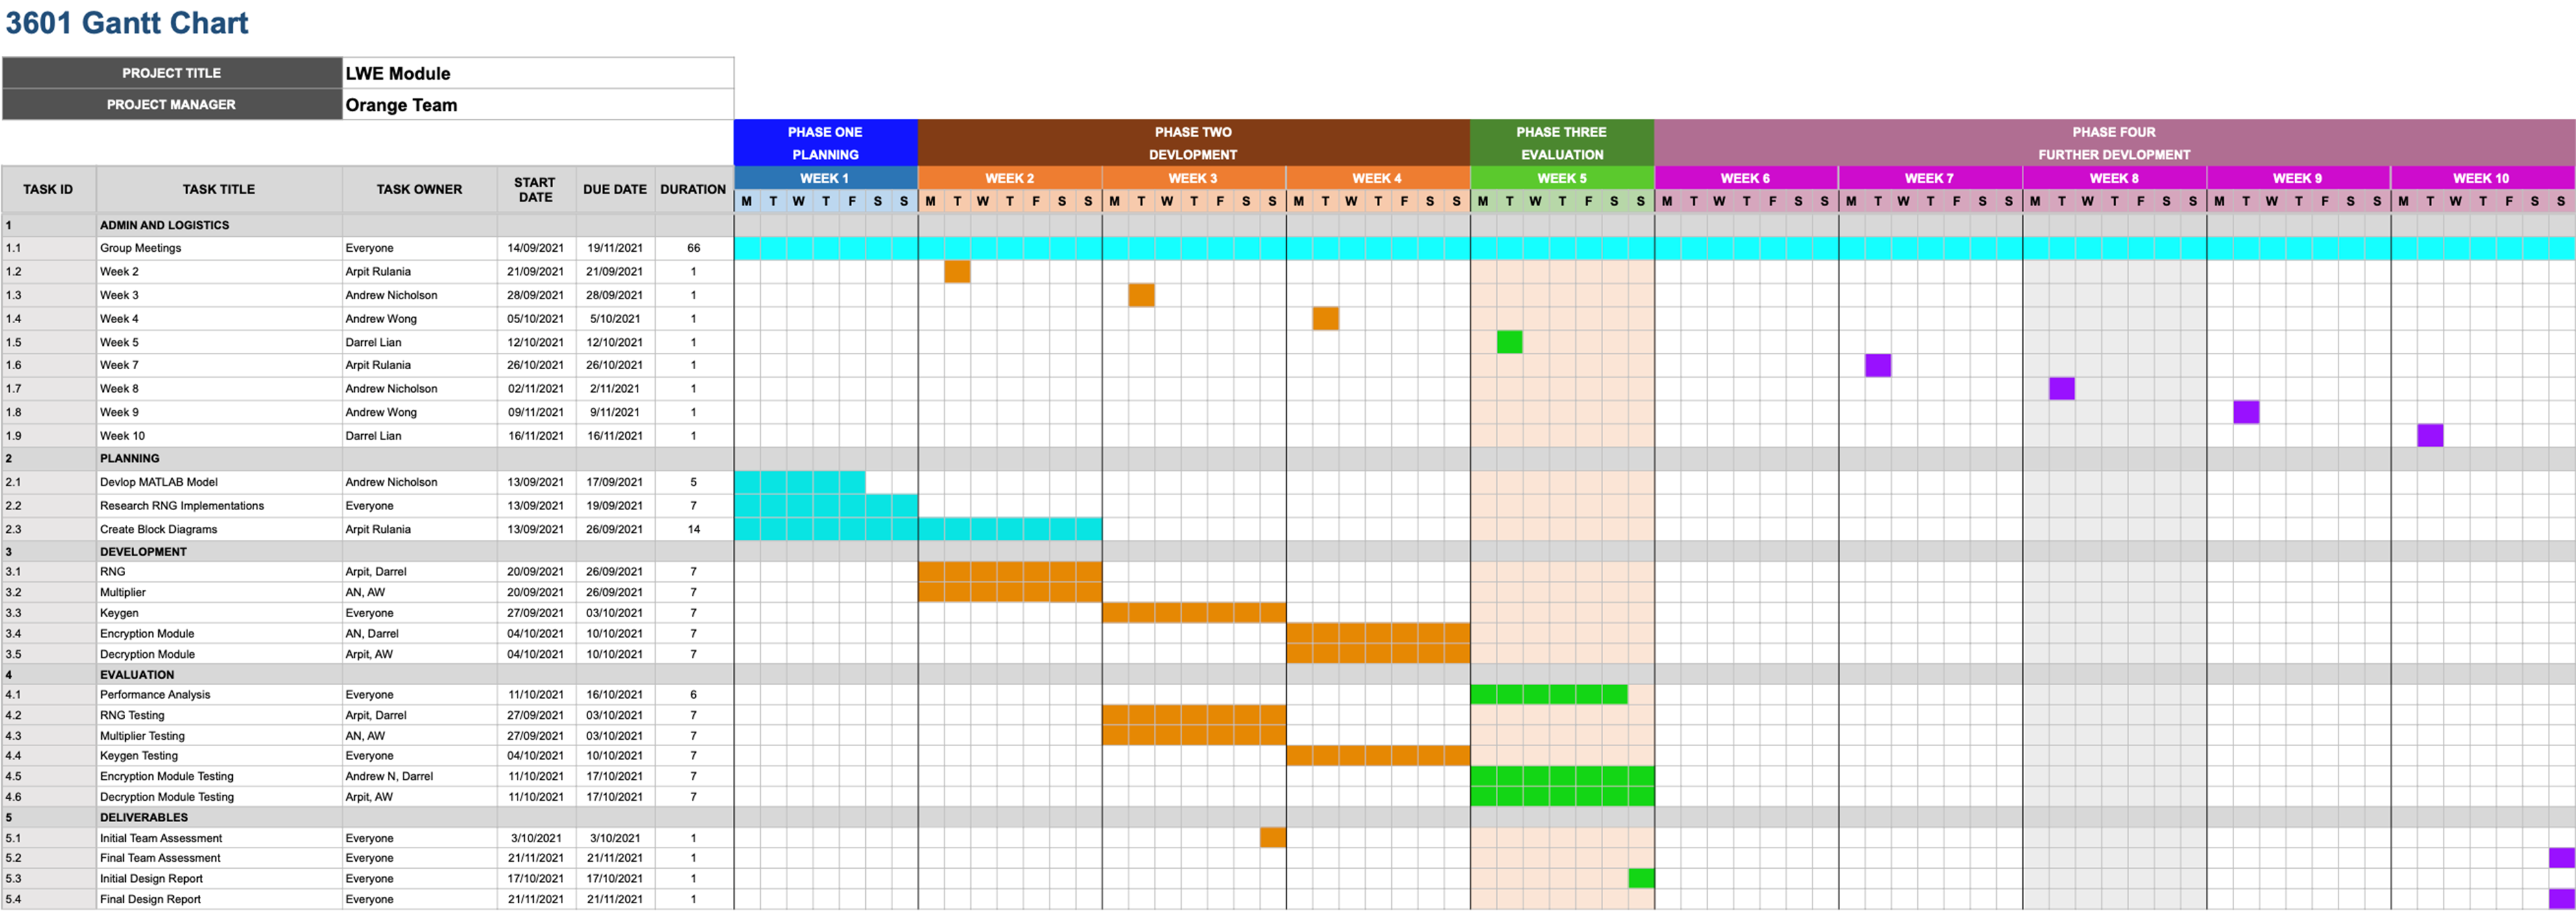 3601 Gantt Chart
PROJECT TITLE LWE Module
PROJECT MANAGER Orange Team
PHASE ONE PHASE TWO PHASE THREE PHASE FOUR
PLANNING DEVLOPMENT EVALUATION FURTHER DEVLOPMENT
TASK ID TASK TITLE TASK OWNER START DATE DUE DATE DURATION WEEK 1 WEEK 2 WEEK 3 WEEK 4 WEEK 5 WEEK 6 WEEK 7 WEEK 8 WEEK 9 WEEK 10
M T W T F S S M T W T F S S M T W T F S S M T W T F S S M T W T F S S M T W T F S S M T W T F S S M T W T F S S M T W T F S S M T W T F S S
1 ADMIN AND LOGISTICS
1.1 Group Meetings Everyone 14/09/2021 19/11/2021 66
1.2 Week 2 Arpit Rulania 21/09/2021 21/09/2021 1
1.3 Week 3 Andrew Nicholson 28/09/2021 28/09/2021 1
1.4 Week 4 Andrew Wong 05/10/2021 5/10/2021 1
1.5 Week 5 Darrel Lian 12/10/2021 12/10/2021 1
1.6 Week 7 Arpit Rulania 26/10/2021 26/10/2021 1
1.7 Week 8 Andrew Nicholson 02/11/2021 2/11/2021 1
1.8 Week 9 Andrew Wong 09/11/2021 9/11/2021 1
1.9 Week 10 Darrel Lian 16/11/2021 16/11/2021 1
2 PLANNING
2.1 Devlop MATLAB Model Andrew Nicholson 13/09/2021 17/09/2021 5
2.2 Research RNG Implementations Everyone 13/09/2021 19/09/2021 7
2.3 Create Block Diagrams Arpit Rulania 13/09/2021 26/09/2021 14
3 DEVELOPMENT
3.1 RNG Arpit, Darrel 20/09/2021 26/09/2021 7
3.2 Multiplier AN, AW 20/09/2021 26/09/2021 7
3.3 Keygen Everyone 27/09/2021 03/10/2021 7
3.4 Encryption Module AN, Darrel 04/10/2021 10/10/2021 7
3.5 Decryption Module Arpit, AW 04/10/2021 10/10/2021 7
4 EVALUATION
4.1 Performance Analysis Everyone 11/10/2021 16/10/2021 6
4.2 RNG Testing Arpit, Darrel 27/09/2021 03/10/2021 7
4.3 Multiplier Testing AN, AW 27/09/2021 03/10/2021 7
4.4 Keygen Testing Everyone 04/10/2021 10/10/2021 7
4.5 Encryption Module Testing Andrew N, Darrel 11/10/2021 17/10/2021 7
4.6 Decryption Module Testing Arpit, AW 11/10/2021 17/10/2021 7
5 DELIVERABLES
5.1 Initial Team Assessment Everyone 3/10/2021 3/10/2021 1
5.2 Final Team Assessment Everyone 21/11/2021 21/11/2021 1
5.3 Initial Design Report Everyone 17/10/2021 17/10/2021 1
5.4 Final Design Report Everyone 21/11/2021 21/11/2021 1